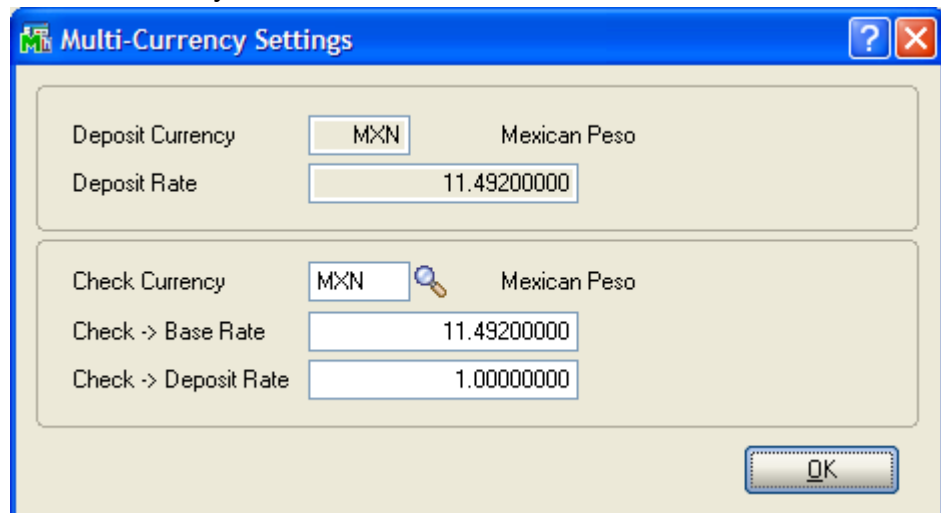 Multi-Currency Settings
Deposit Currency MXN Mexican Peso
Deposit Rate 11.49200000
Check Currency MXN Mexican Peso
Check -> Base Rate 11.49200000
Check -> Deposit Rate 1.00000000
OK